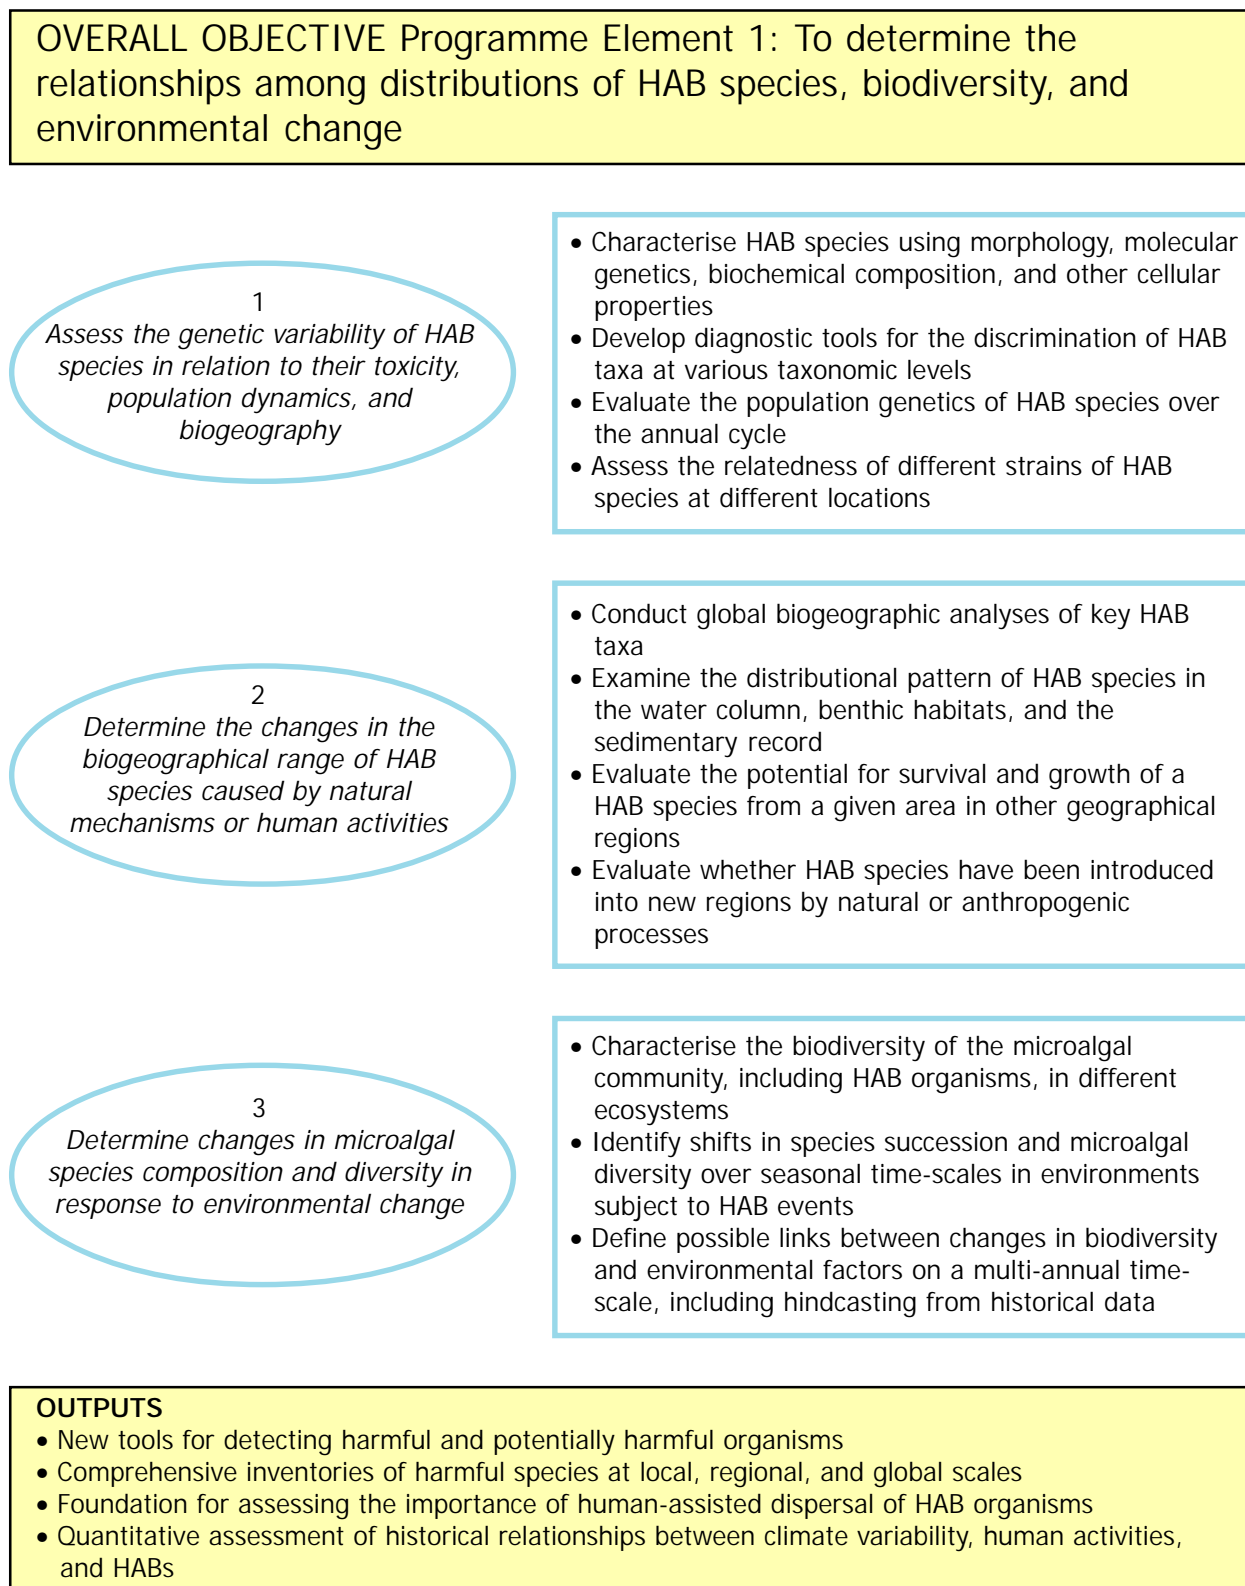 OVERALL OBJECTIVE Programme Element 1: To determine the
relationships among distributions of HAB species, biodiversity, and
environmental change
1
Assess the genetic variability of HAB
species in relation to their toxicity,
population dynamics, and
biogeography
• Characterise HAB species using morphology, molecular
genetics, biochemical composition, and other cellular
properties
• Develop diagnostic tools for the discrimination of HAB
taxa at various taxonomic levels
• Evaluate the population genetics of HAB species over
the annual cycle
• Assess the relatedness of different strains of HAB
species at different locations
2
Determine the changes in the
biogeographical range of HAB
species caused by natural
mechanisms or human activities
• Conduct global biogeographic analyses of key HAB
taxa
• Examine the distributional pattern of HAB species in
the water column, benthic habitats, and the
sedimentary record
• Evaluate the potential for survival and growth of a
HAB species from a given area in other geographical
regions
• Evaluate whether HAB species have been introduced
into new regions by natural or anthropogenic
processes
3
Determine changes in microalgal
species composition and diversity in
response to environmental change
• Characterise the biodiversity of the microalgal
community, including HAB organisms, in different
ecosystems
• Identify shifts in species succession and microalgal
diversity over seasonal time-scales in environments
subject to HAB events
• Define possible links between changes in biodiversity
and environmental factors on a multi-annual time-
scale, including hindcasting from historical data
OUTPUTS
• New tools for detecting harmful and potentially harmful organisms
• Comprehensive inventories of harmful species at local, regional, and global scales
• Foundation for assessing the importance of human-assisted dispersal of HAB organisms
• Quantitative assessment of historical relationships between climate variability, human activities,
and HABs